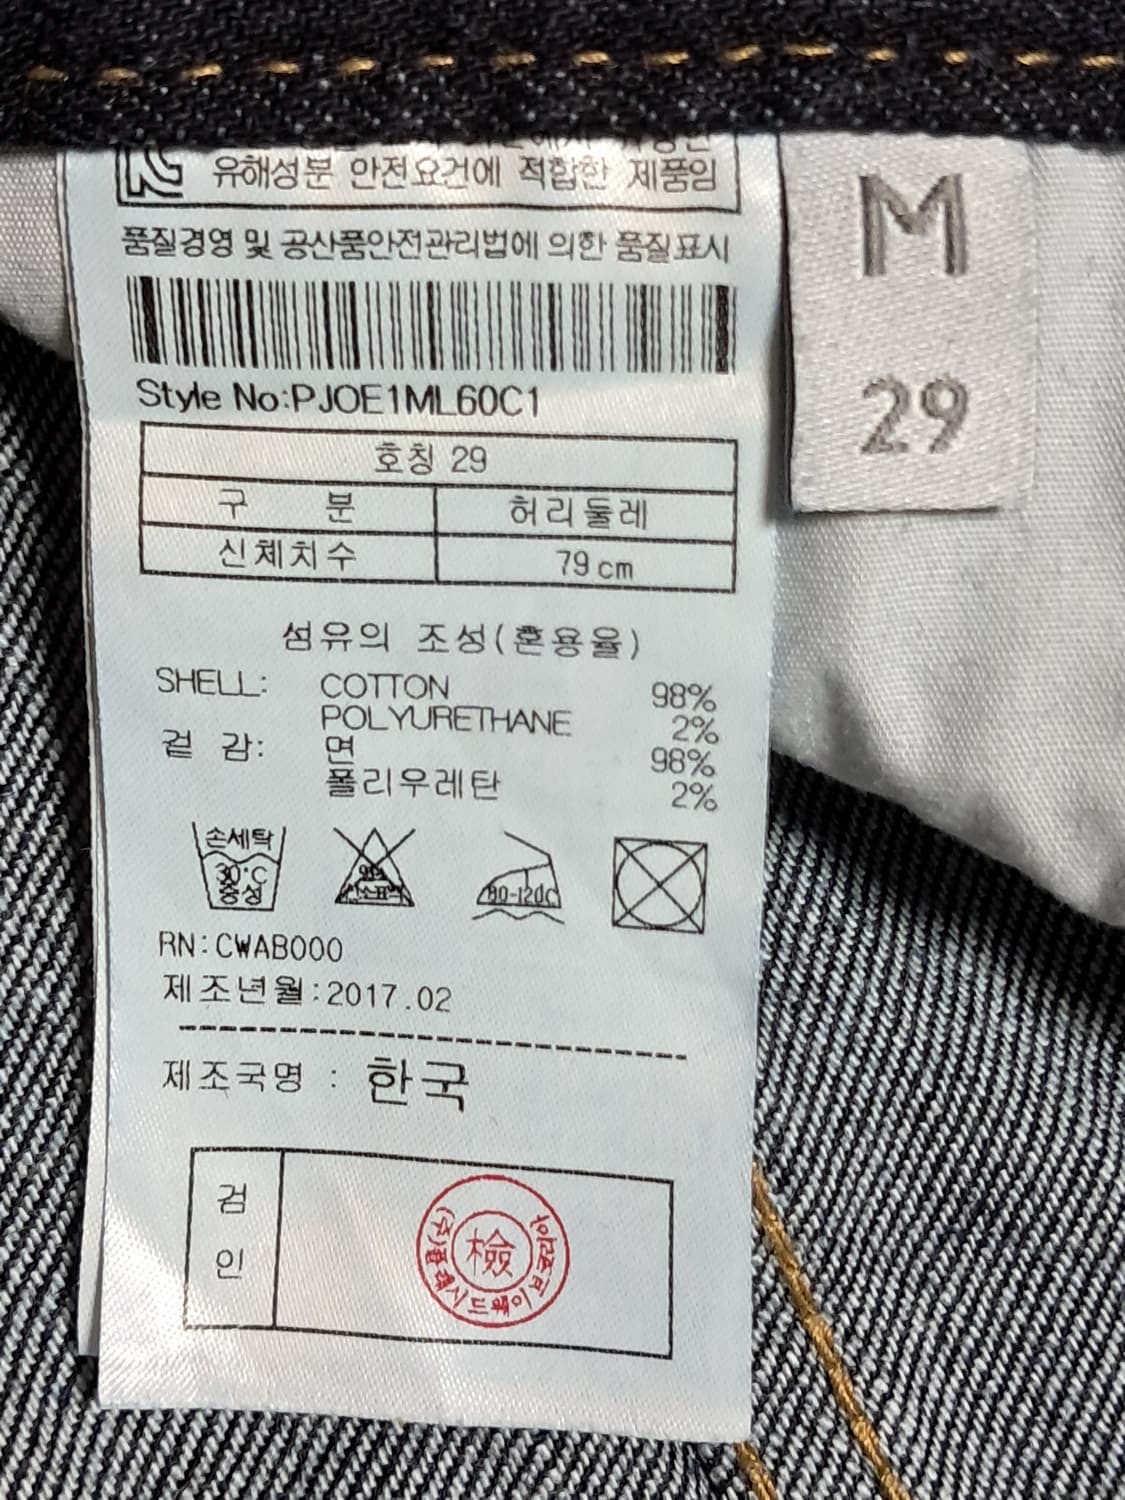 유해성분 안전요건에 적합한 제품임
품질경영 및 공산품안전관리법에 의한 품질표시
Style No:PJOE1ML60C1
호칭 29
구 분 허리둘레
신체치수 79cm
섬유의 조성(혼용율)
SHELL: COTTON 98%
POLYURETHANE 2%
겉 감: 면 98%
폴리우레탄 2%
손세탁
30°C
중성
80-120C
RN:CWAB000
제조년월:2017.02
제조국명 : 한국
검
인
檢
M
29